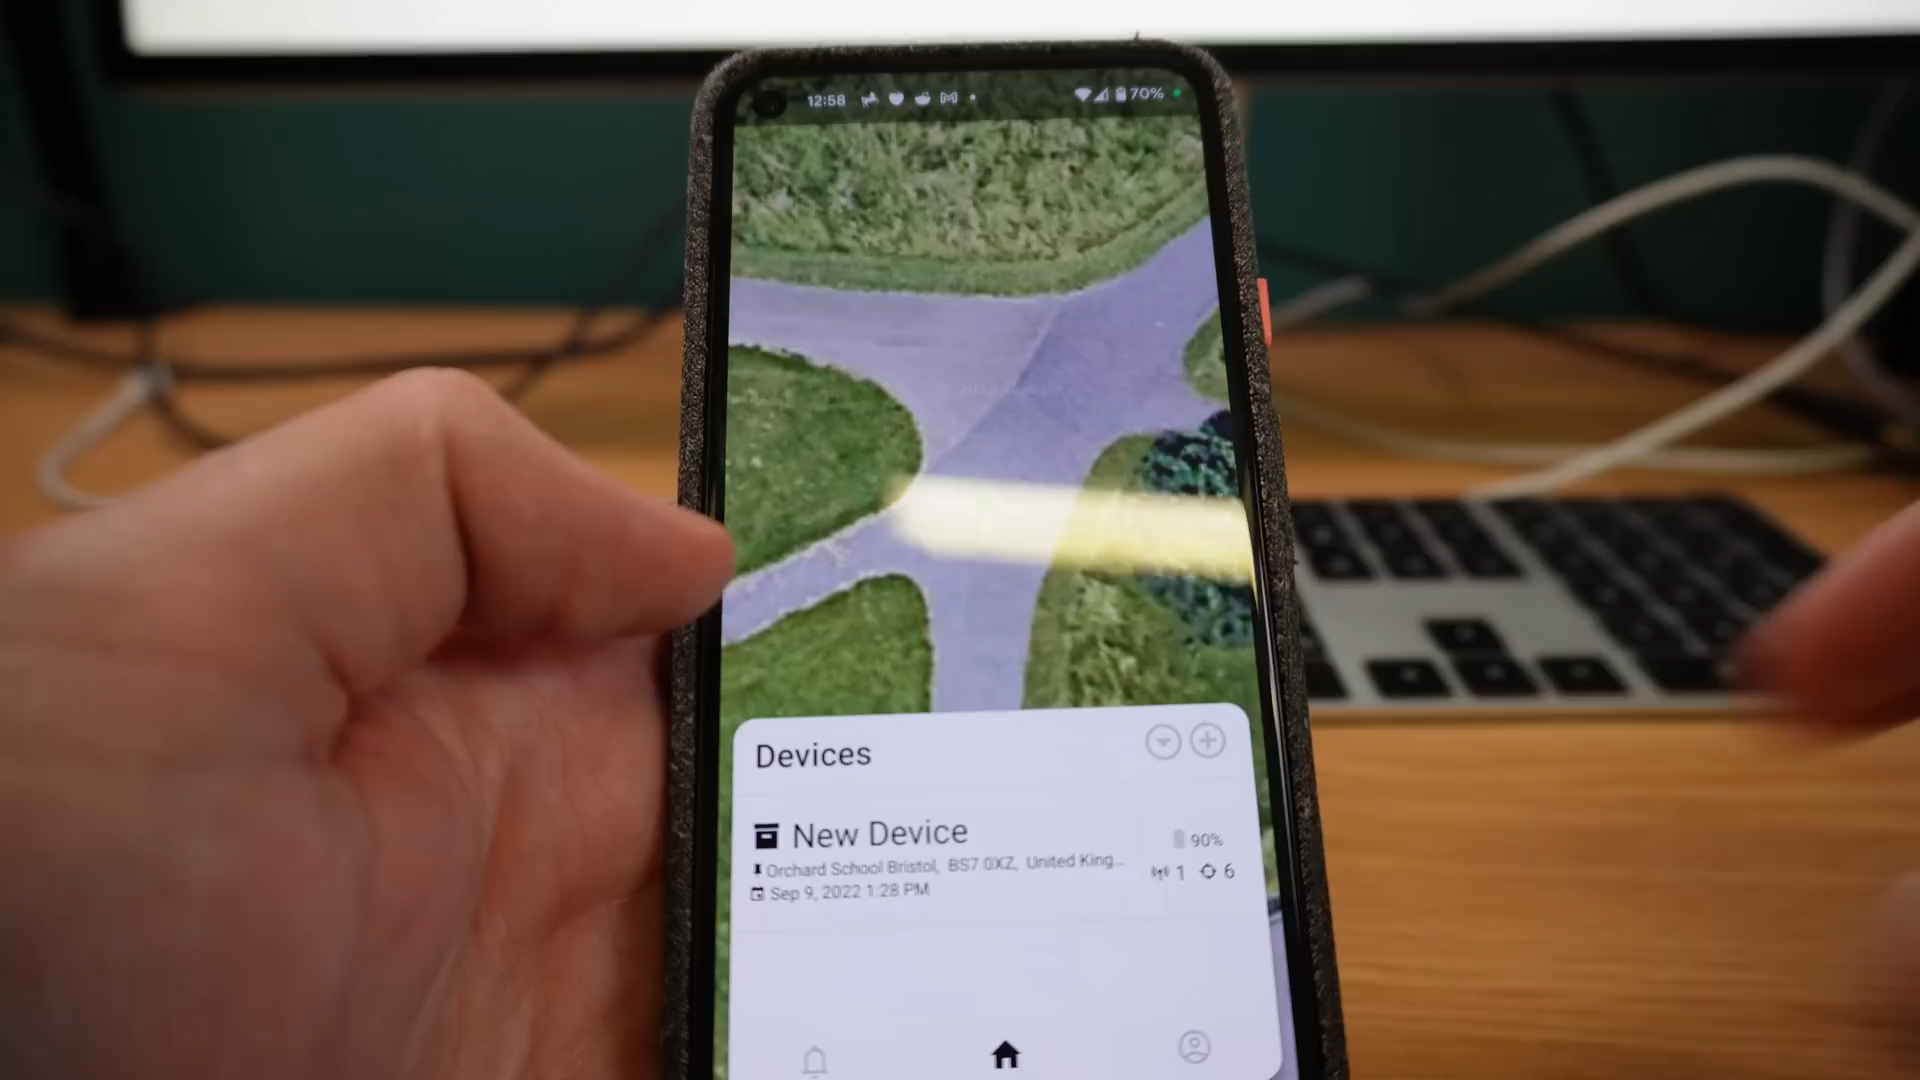 12:58
70%
Devices
New Device
90%
Orchard School Bristol, BS7 0XZ, United King...
1 6
Sep 9, 2022 1:28 PM